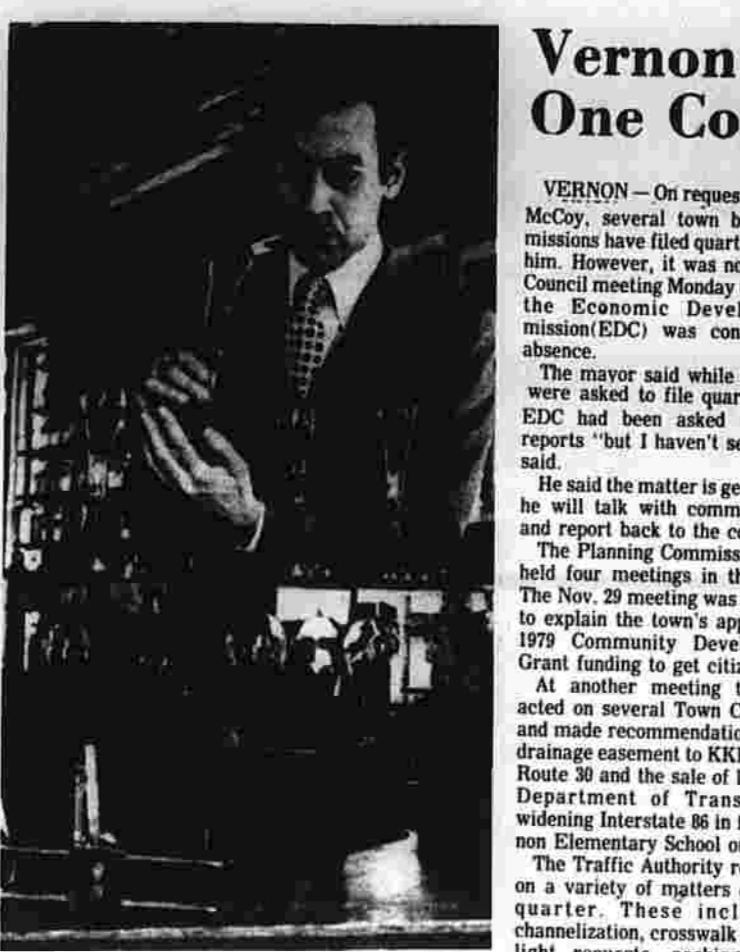 Vernon
One Co
VERNON — On reques
McCoy, several town b
missions have filed quart
him. However, it was no
Council meeting Monday
the Economic Devel
mission(EDC) was con
absence.
The mayor said while
were asked to file quar
EDC had been asked
reports "but I haven't se
said.
He said the matter is ge
he will talk with comm
and report back to the co
The Planning Commiss
held four meetings in th
The Nov. 29 meeting was
to explain the town's app
1979 Community Deve
Grant funding to get citiz
At another meeting t
acted on several Town C
and made recommendatio
drainage easement to KKI
Route 30 and the sale of l
Department of Trans
widening Interstate 86 in
non Elementary School o
The Traffic Authority r
on a variety of matters
quarter. These incl
channelization, crosswalk
light requests